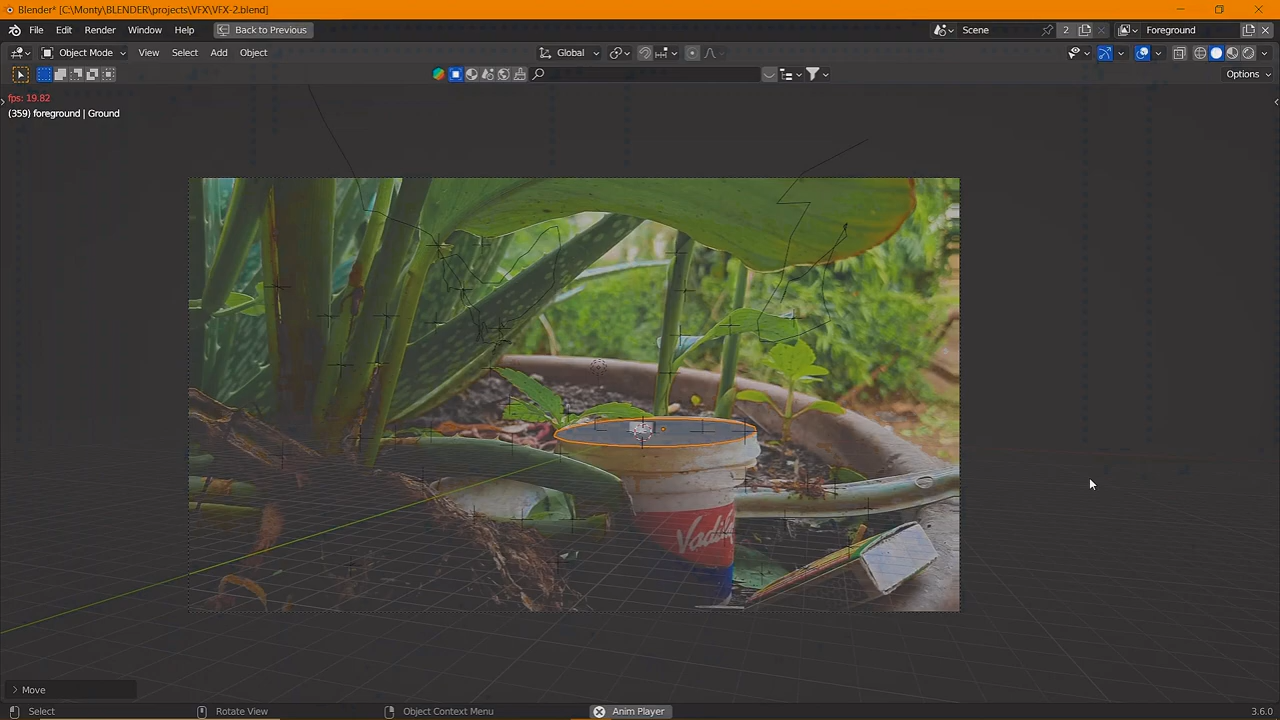 Blender* [C:\Monty\BLENDER\projects\VFX\VFX-2.blend]
File Edit Render Window Help Back to Previous Scene 2 Foreground
Object Mode View Select Add Object Global
Options
fps: 19.82
(359) foreground | Ground
Vadil
Move
Select Rotate View Object Context Menu Anim Player 3.6.0